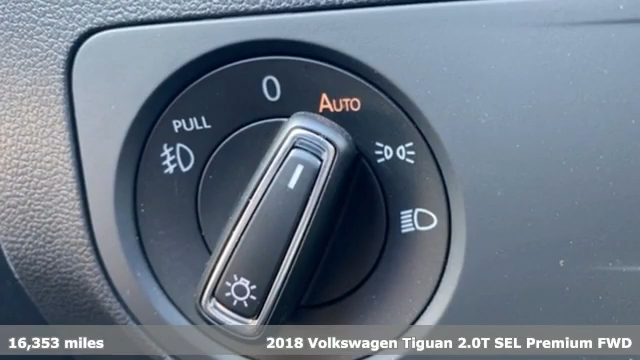 0
AUTO
PULL
16,353 miles
2018 Volkswagen Tiguan 2.0T SEL Premium FWD